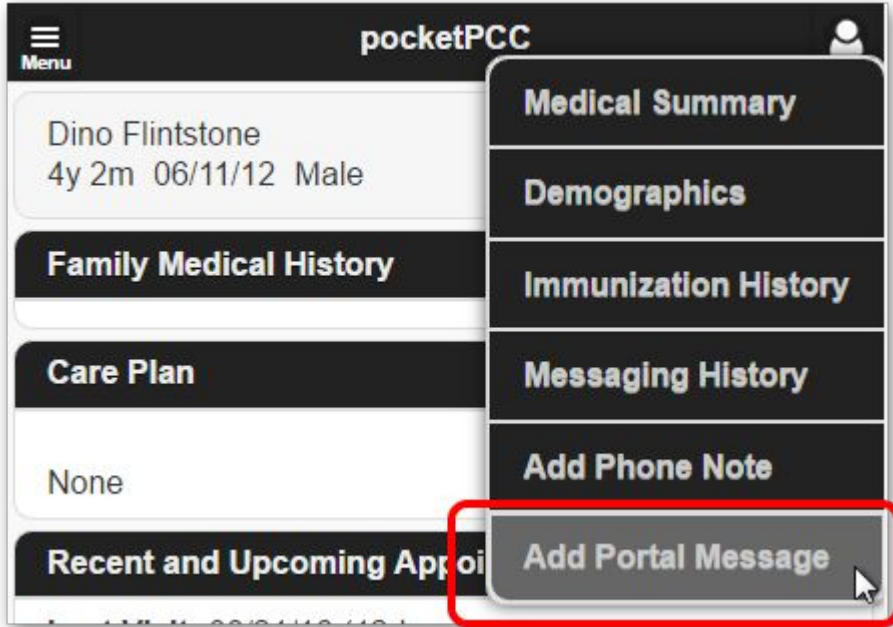 pocketPCC
Menu
Dino Flintstone
4y 2m 06/11/12 Male
Family Medical History
Care Plan
None
Recent and Upcoming Appoi
Medical Summary
Demographics
Immunization History
Messaging History
Add Phone Note
Add Portal Message